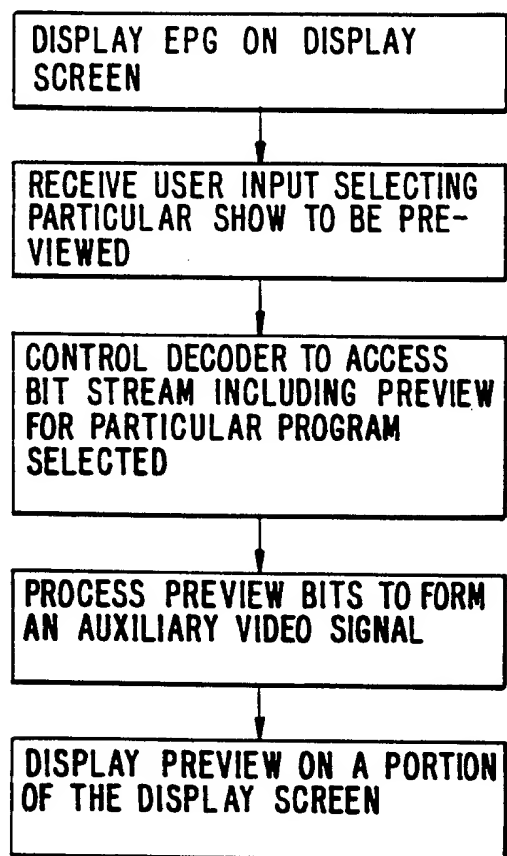 DISPLAY EPG ON DISPLAY
SCREEN
RECEIVE USER INPUT SELECTING
PARTICULAR SHOW TO BE PRE-
VIEWED
CONTROL DECODER TO ACCESS
BIT STREAM INCLUDING PREVIEW
FOR PARTICULAR PROGRAM
SELECTED
PROCESS PREVIEW BITS TO FORM
AN AUXILIARY VIDEO SIGNAL
DISPLAY PREVIEW ON A PORTION
OF THE DISPLAY SCREEN